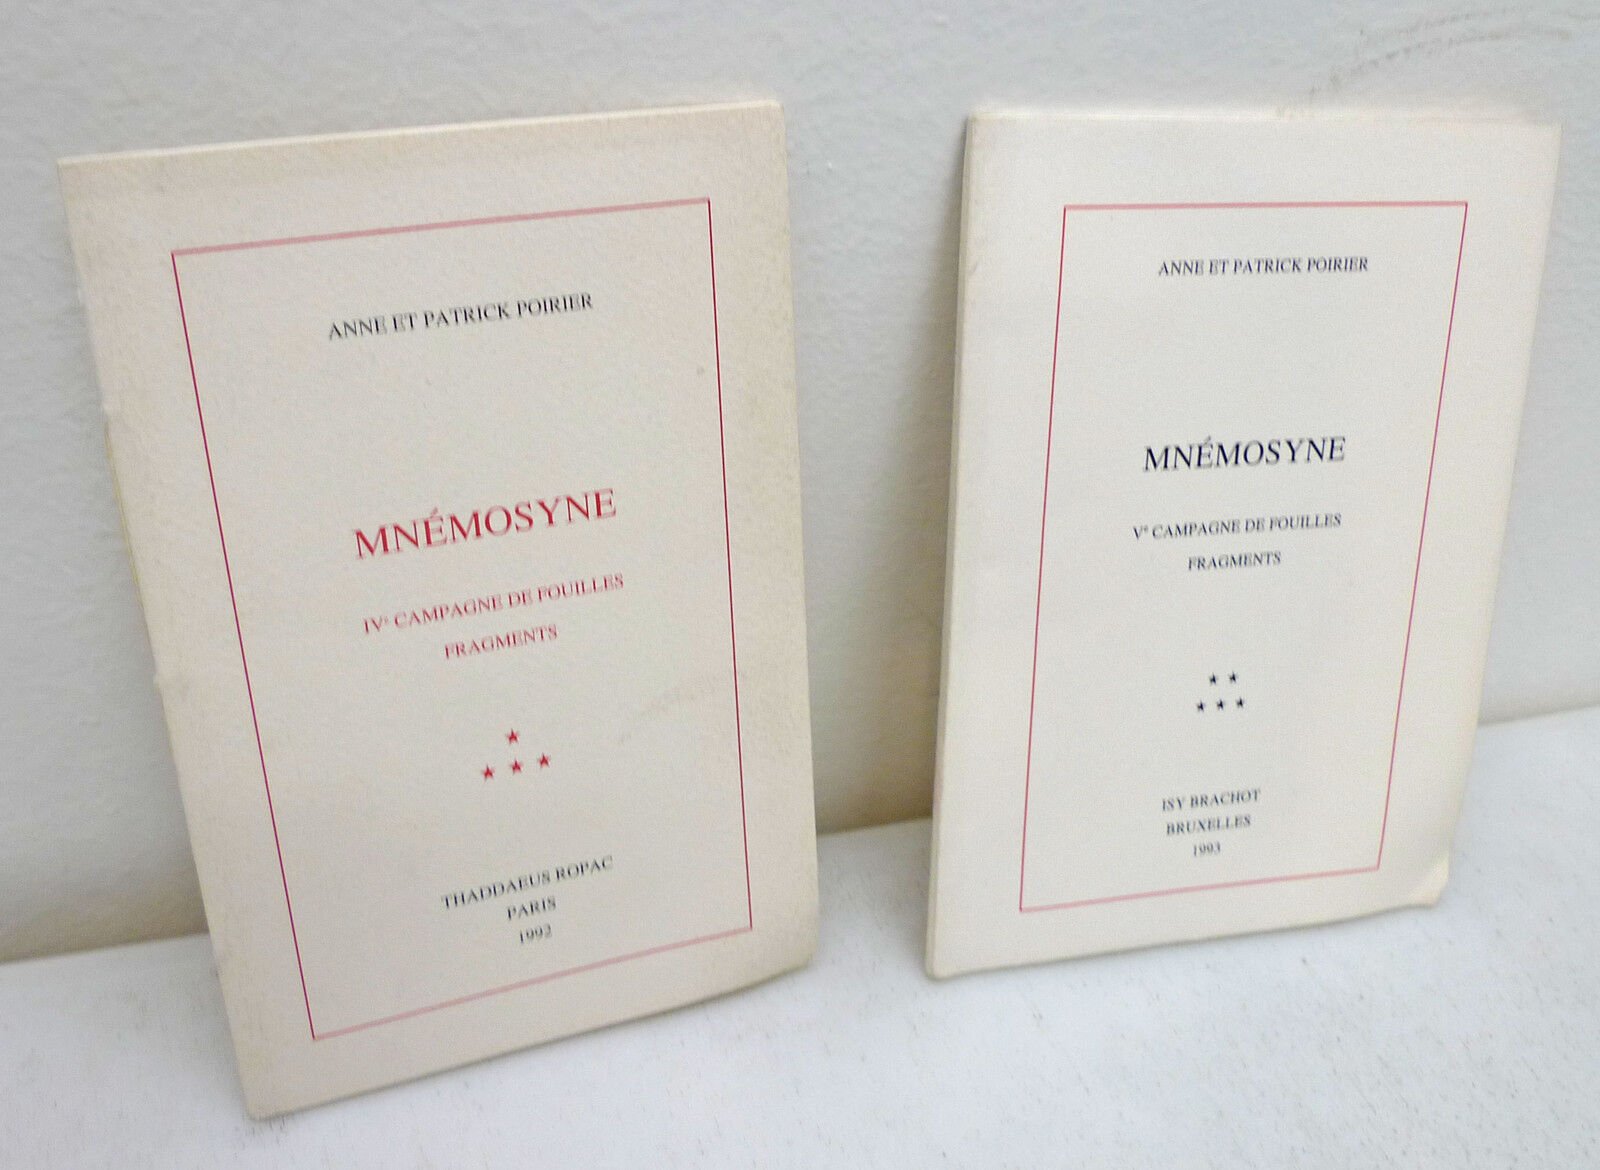 ANNE ET PATRICK POIRIER
MNÉMOSYNE
IVe CAMPAGNE DE FOUILLES
FRAGMENTS
THADDAEUS ROPAC
PARIS
1992
ANNE ET PATRICK POIRIER
MNÉMOSYNE
Ve CAMPAGNE DE FOUILLES
FRAGMENTS
ISY BRACHOT
BRUXELLES
1993